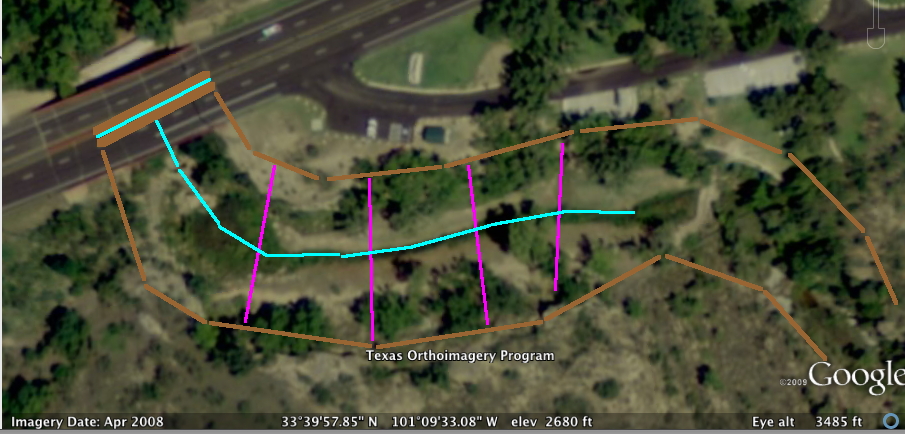 Texas Orthoimagery Program
©2009 Google
Imagery Date: Apr 2008 33°39'57.85" N 101°09'33.08" W elev 2680 ft Eye alt 3485 ft